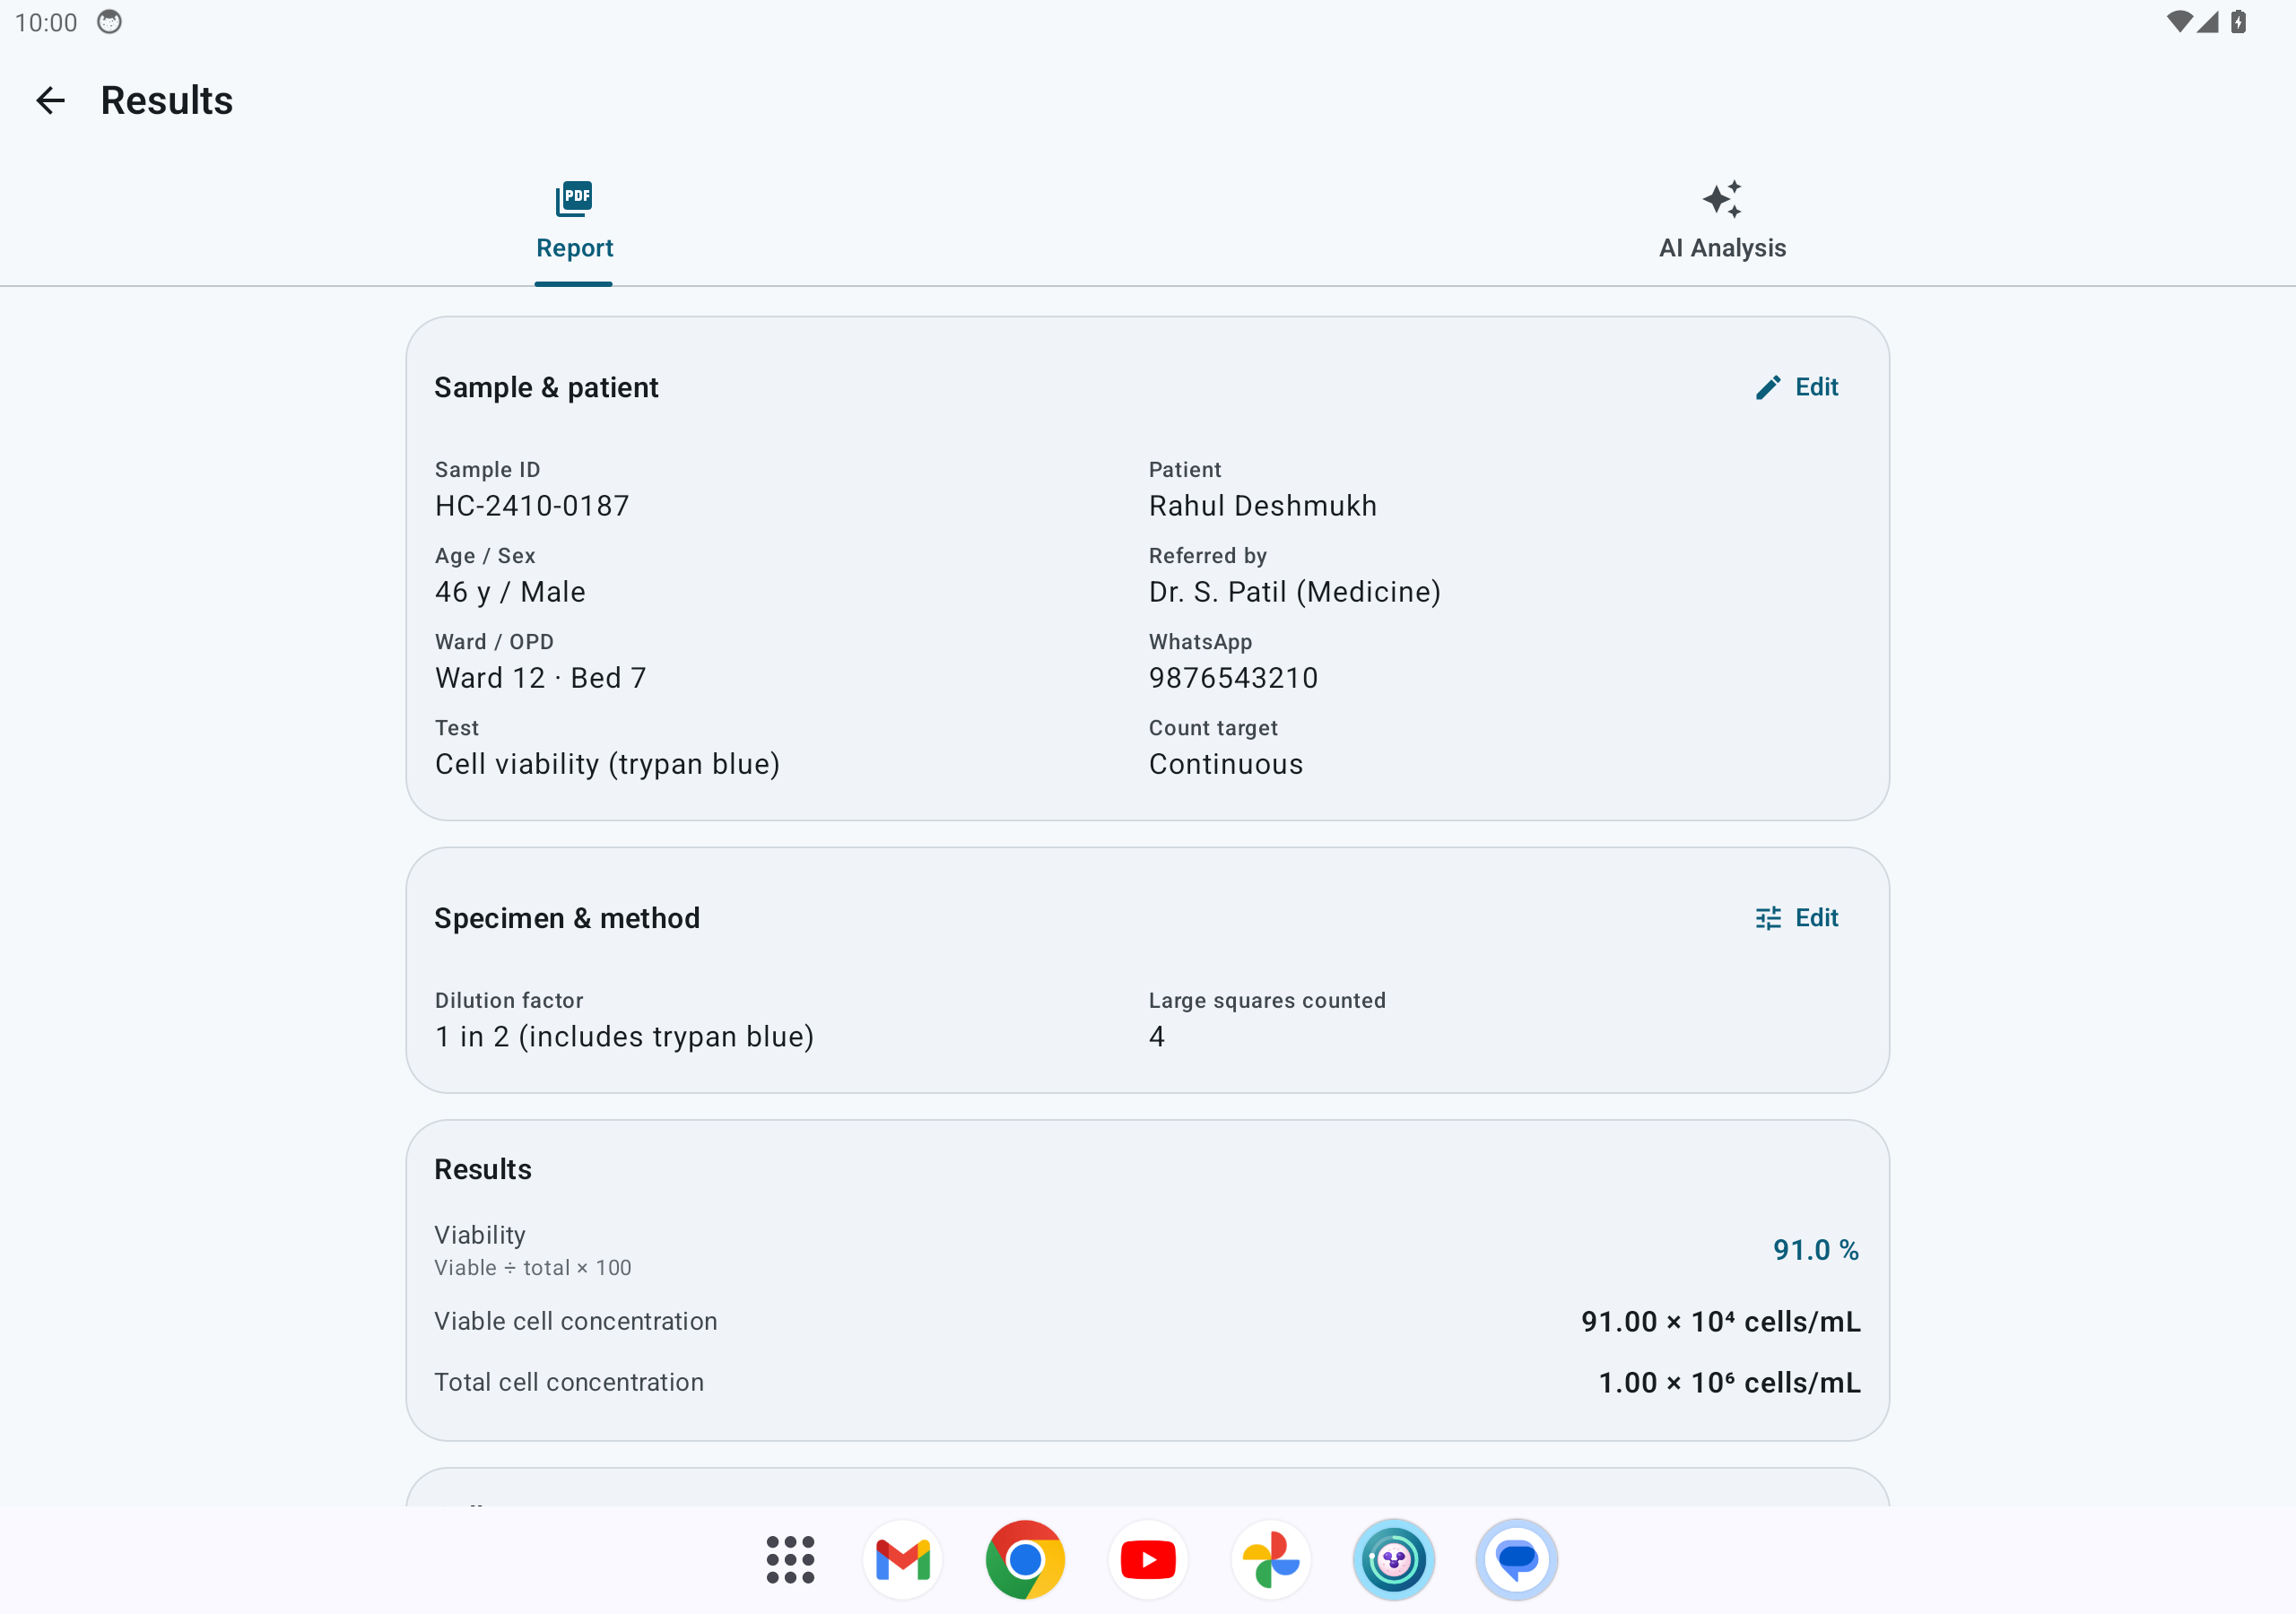 10:00
Results
PDF
Report
AI Analysis
Sample & patient
Edit
Sample ID
HC-2410-0187
Patient
Rahul Deshmukh
Age / Sex
46 y / Male
Referred by
Dr. S. Patil (Medicine)
Ward / OPD
Ward 12 · Bed 7
WhatsApp
9876543210
Test
Cell viability (trypan blue)
Count target
Continuous
Specimen & method
Edit
Dilution factor
1 in 2 (includes trypan blue)
Large squares counted
4
Results
Viability
Viable ÷ total × 100
91.0 %
Viable cell concentration
91.00 × 10⁴ cells/mL
Total cell concentration
1.00 × 10⁶ cells/mL